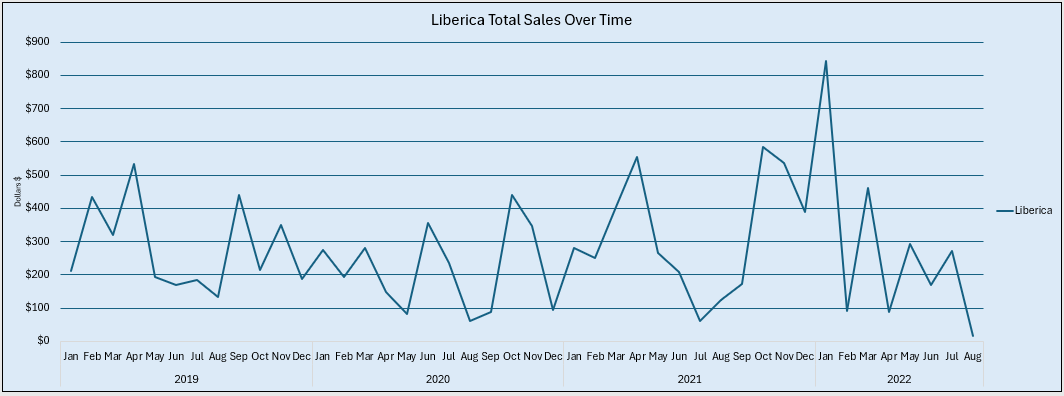 Liberica Total Sales Over Time
$900
$800
$700
$600
$500
$400
$300
$200
$100
$0
Dollars $
Liberica
Jan Feb Mar Apr May Jun Jul Aug Sep Oct Nov Dec Jan Feb Mar Apr May Jun Jul Aug Sep Oct Nov Dec Jan Feb Mar Apr May Jun Jul Aug Sep Oct Nov Dec Jan Feb Mar Apr May Jun Jul Aug
2019 2020 2021 2022